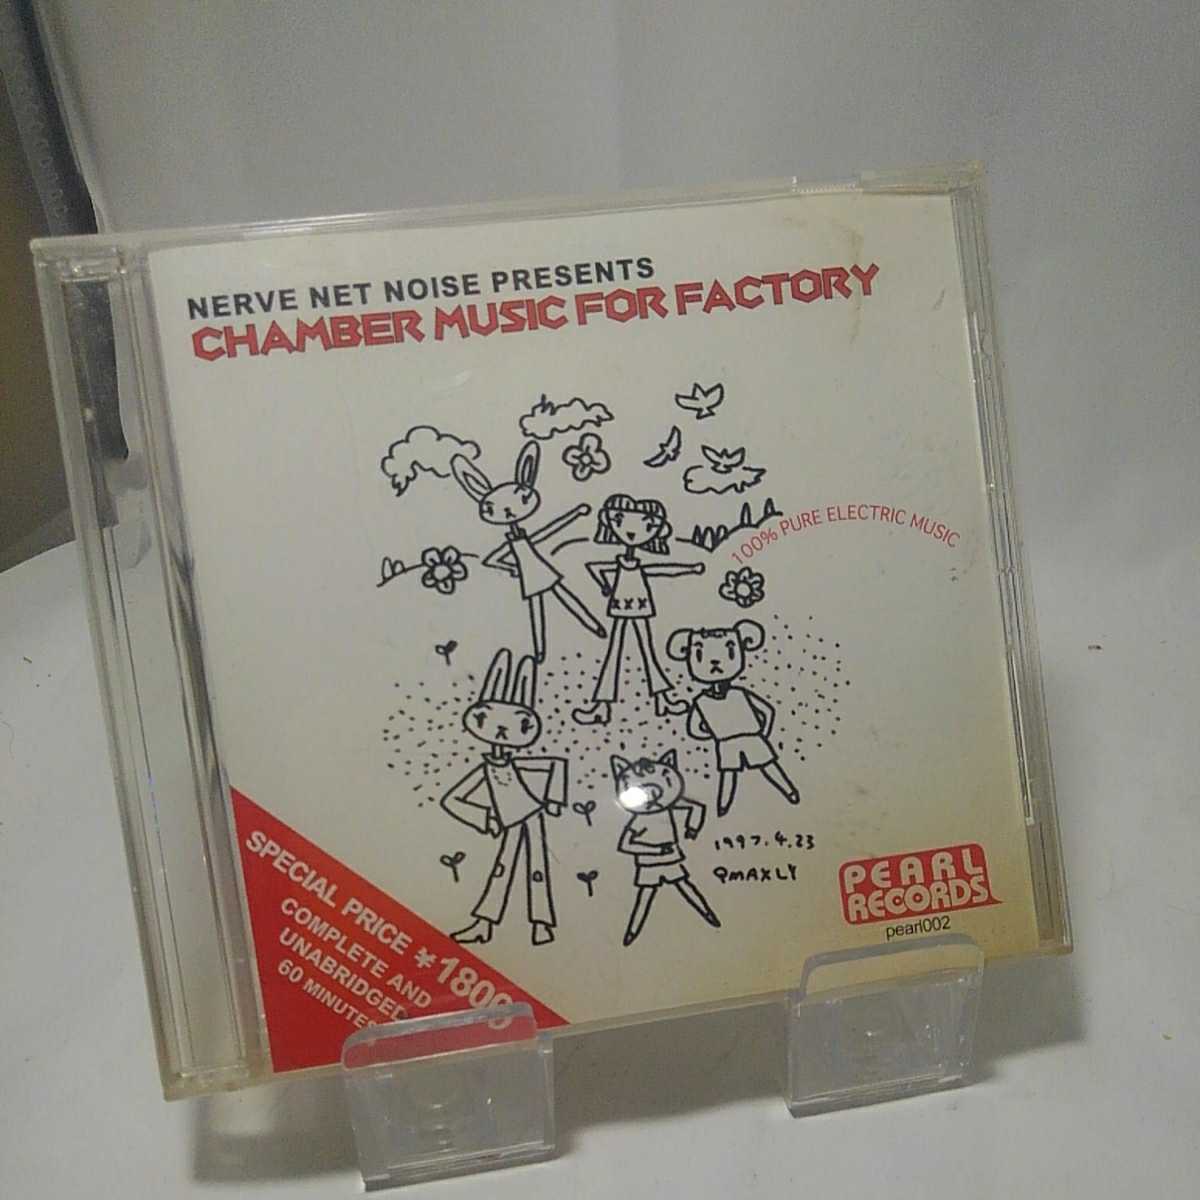 NERVE NET NOISE PRESENTS
CHAMBER MUSIC FOR FACTORY
100% PURE ELECTRIC MUSIC
1997.4.23
QMAXLY
SPECIAL PRICE ¥1800
COMPLETE AND
UNABRIDGED
60 MINUTES
PEARL
RECORDS
pearl002